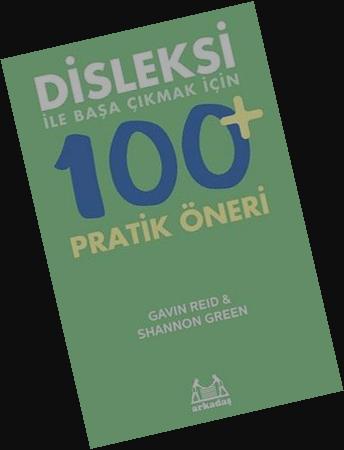 DİSLEKSİ
İLE BAŞA ÇIKMAK İÇİN
100+
PRATİK ÖNERİ
GAVIN REID &
SHANNON GREEN
arkadaş